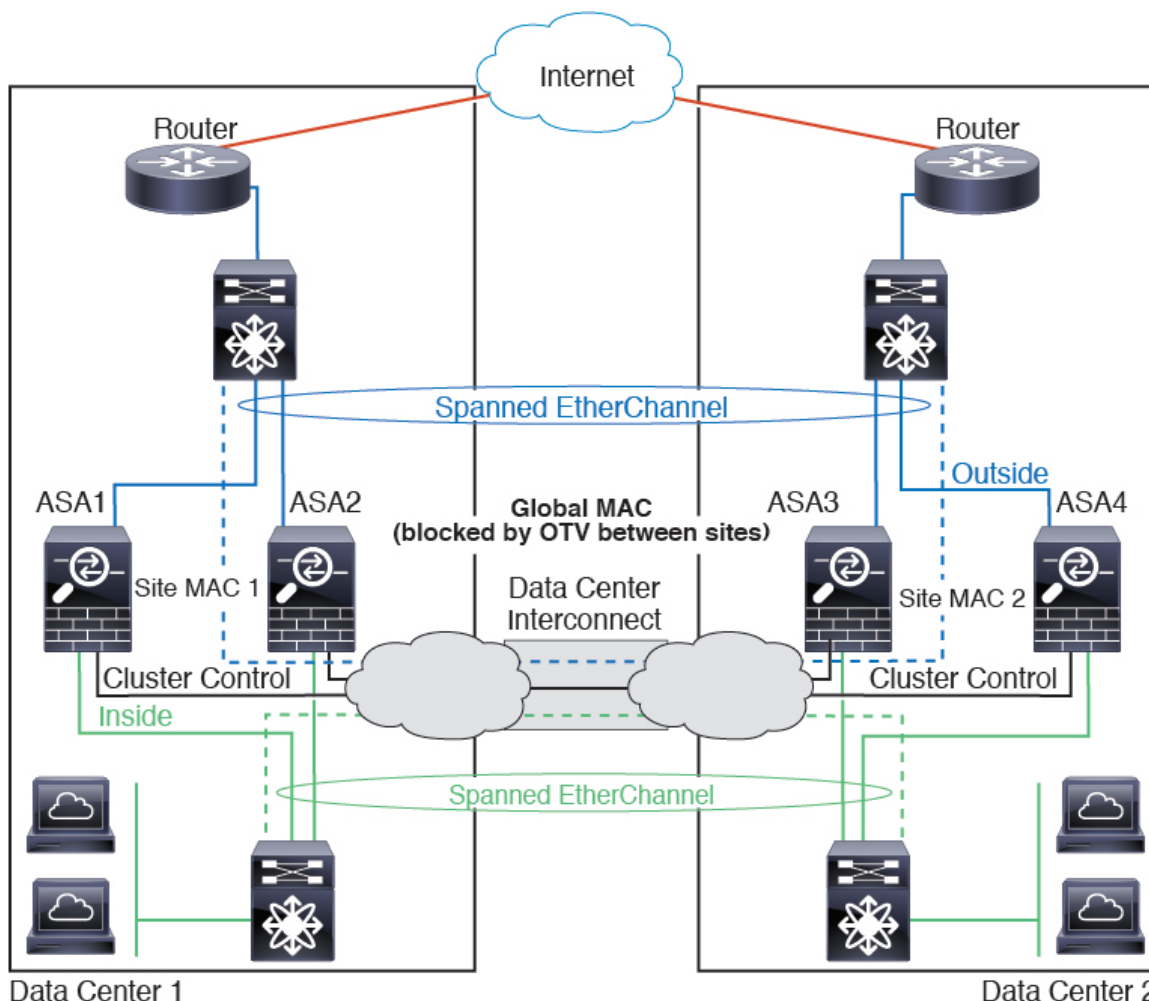 Internet
Router
Router
Spanned EtherChannel
Outside
ASA1
ASA2
Global MAC
(blocked by OTV between sites)
ASA3
ASA4
Site MAC 1
Data Center
Interconnect
Site MAC 2
Cluster Control
Cluster Control
Inside
Spanned EtherChannel
Data Center 1
Data Center 2